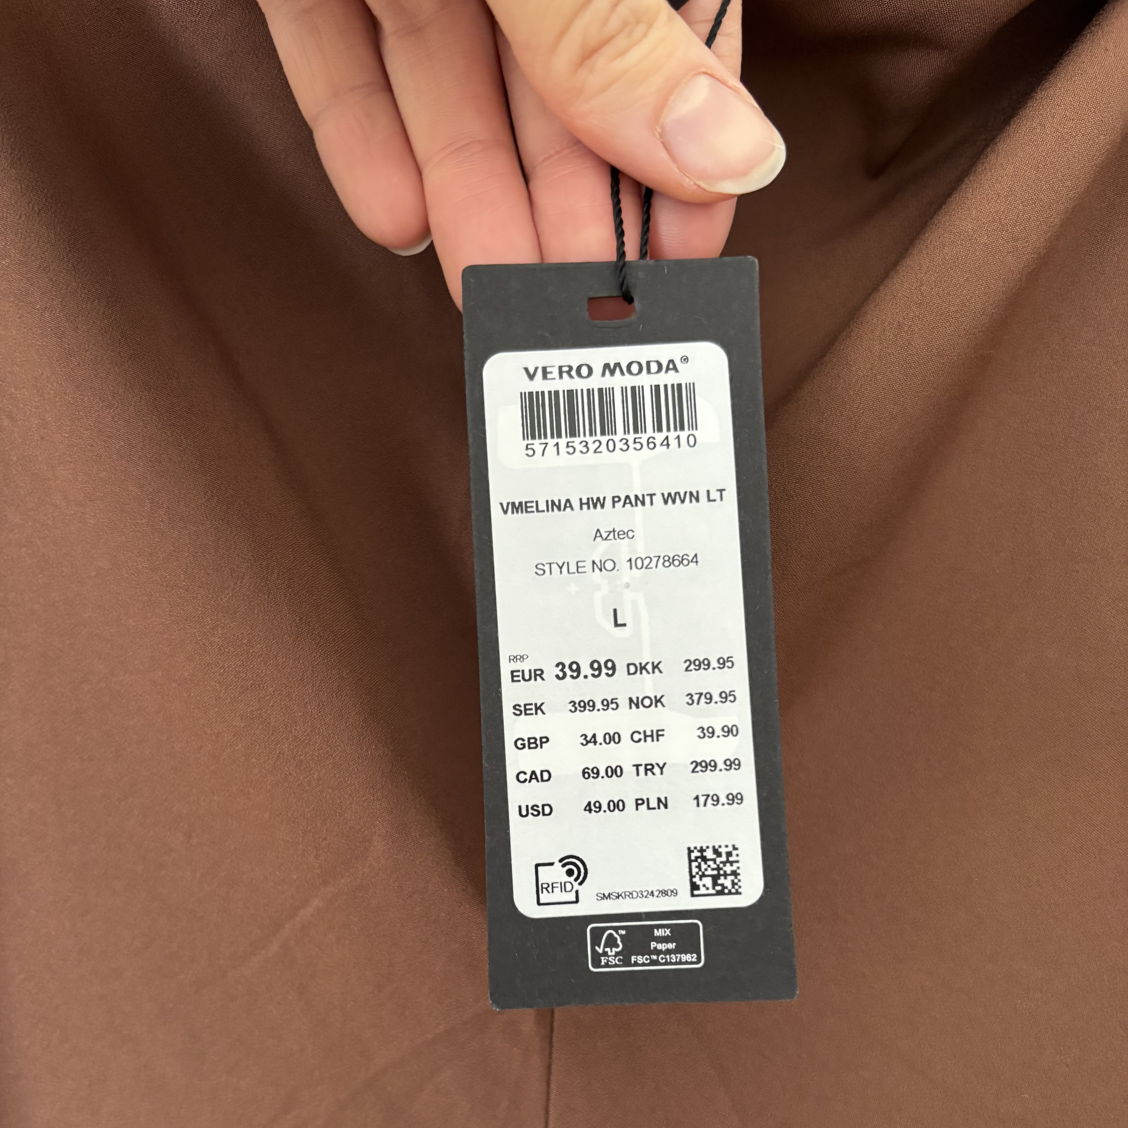 VERO MODA®
5715320356410
VMELINA HW PANT WVN LT
Aztec
STYLE NO. 10278664
L
RRP
EUR 39.99 DKK 299.95
SEK 399.95 NOK 379.95
GBP 34.00 CHF 39.90
CAD 69.00 TRY 299.99
USD 49.00 PLN 179.99
RFID
SMSKRD3242809
MIX
Paper
FSC™ C137962
FSC